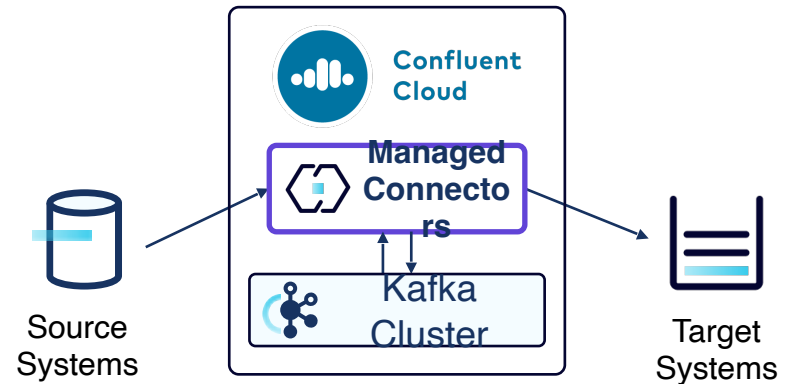 Confluent
Cloud
Managed
Connecto
rs
Kafka
Cluster
Source
Systems
Target
Systems